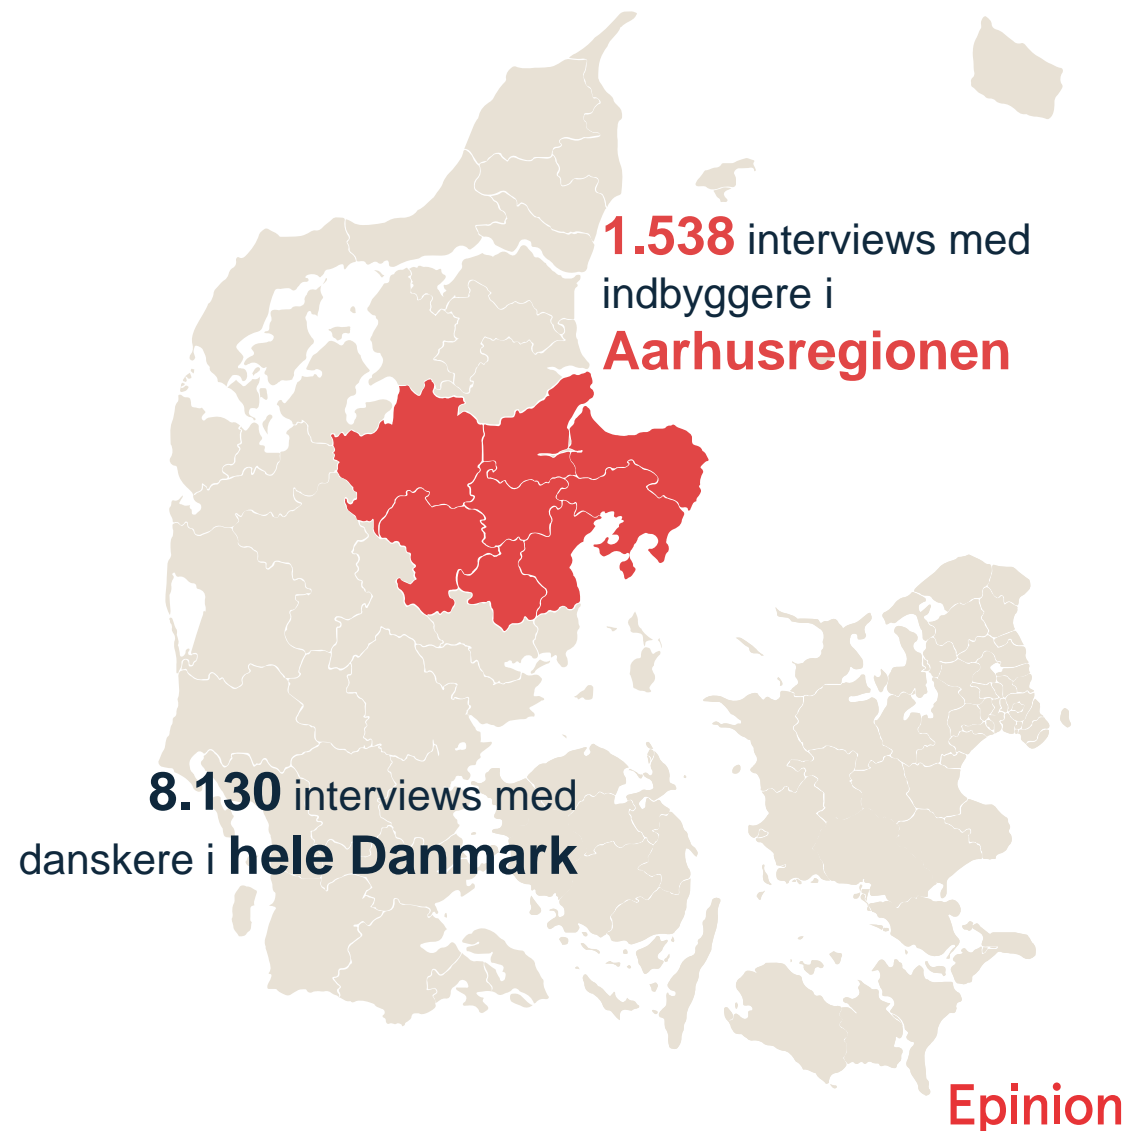 1.538 interviews med
indbyggere i
Aarhusregionen
8.130 interviews med
danskere i hele Danmark
Epinion